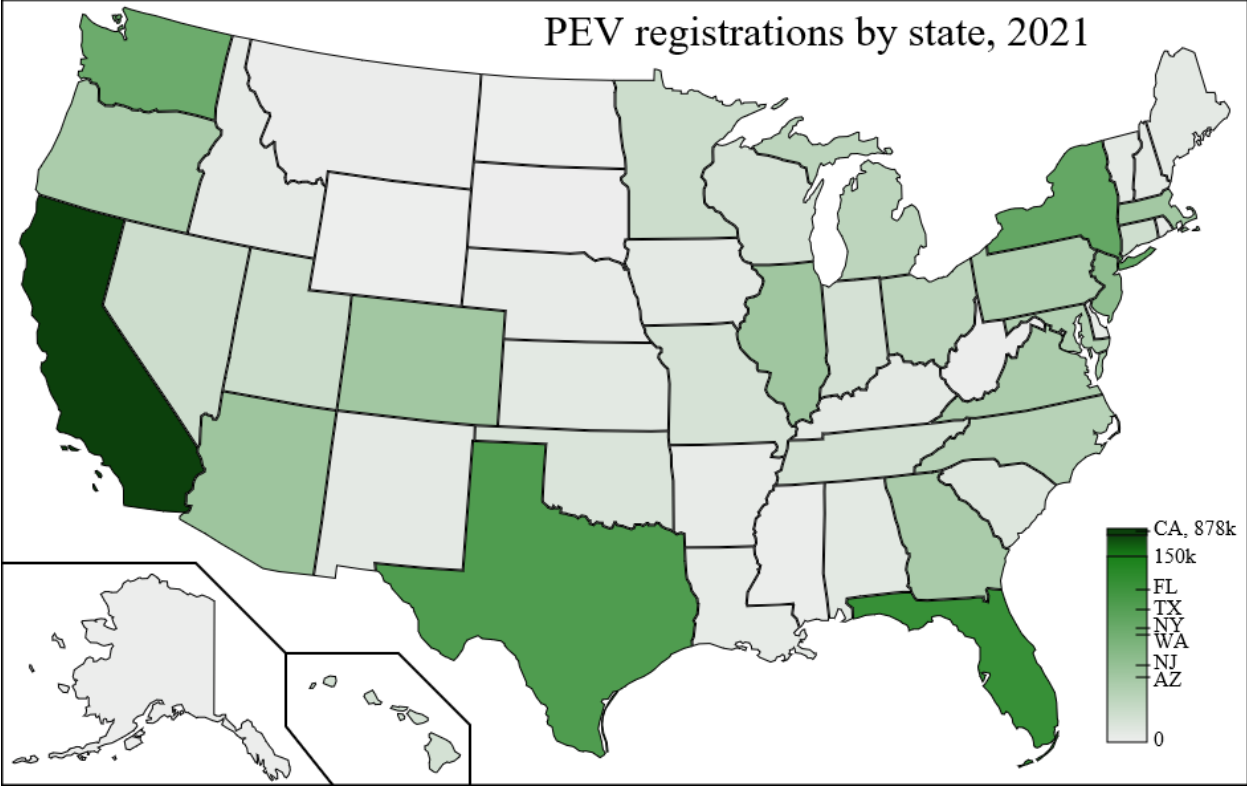 PEV registrations by state, 2021
CA, 878k
150k
FL
TX
NY
WA
NJ
AZ
0